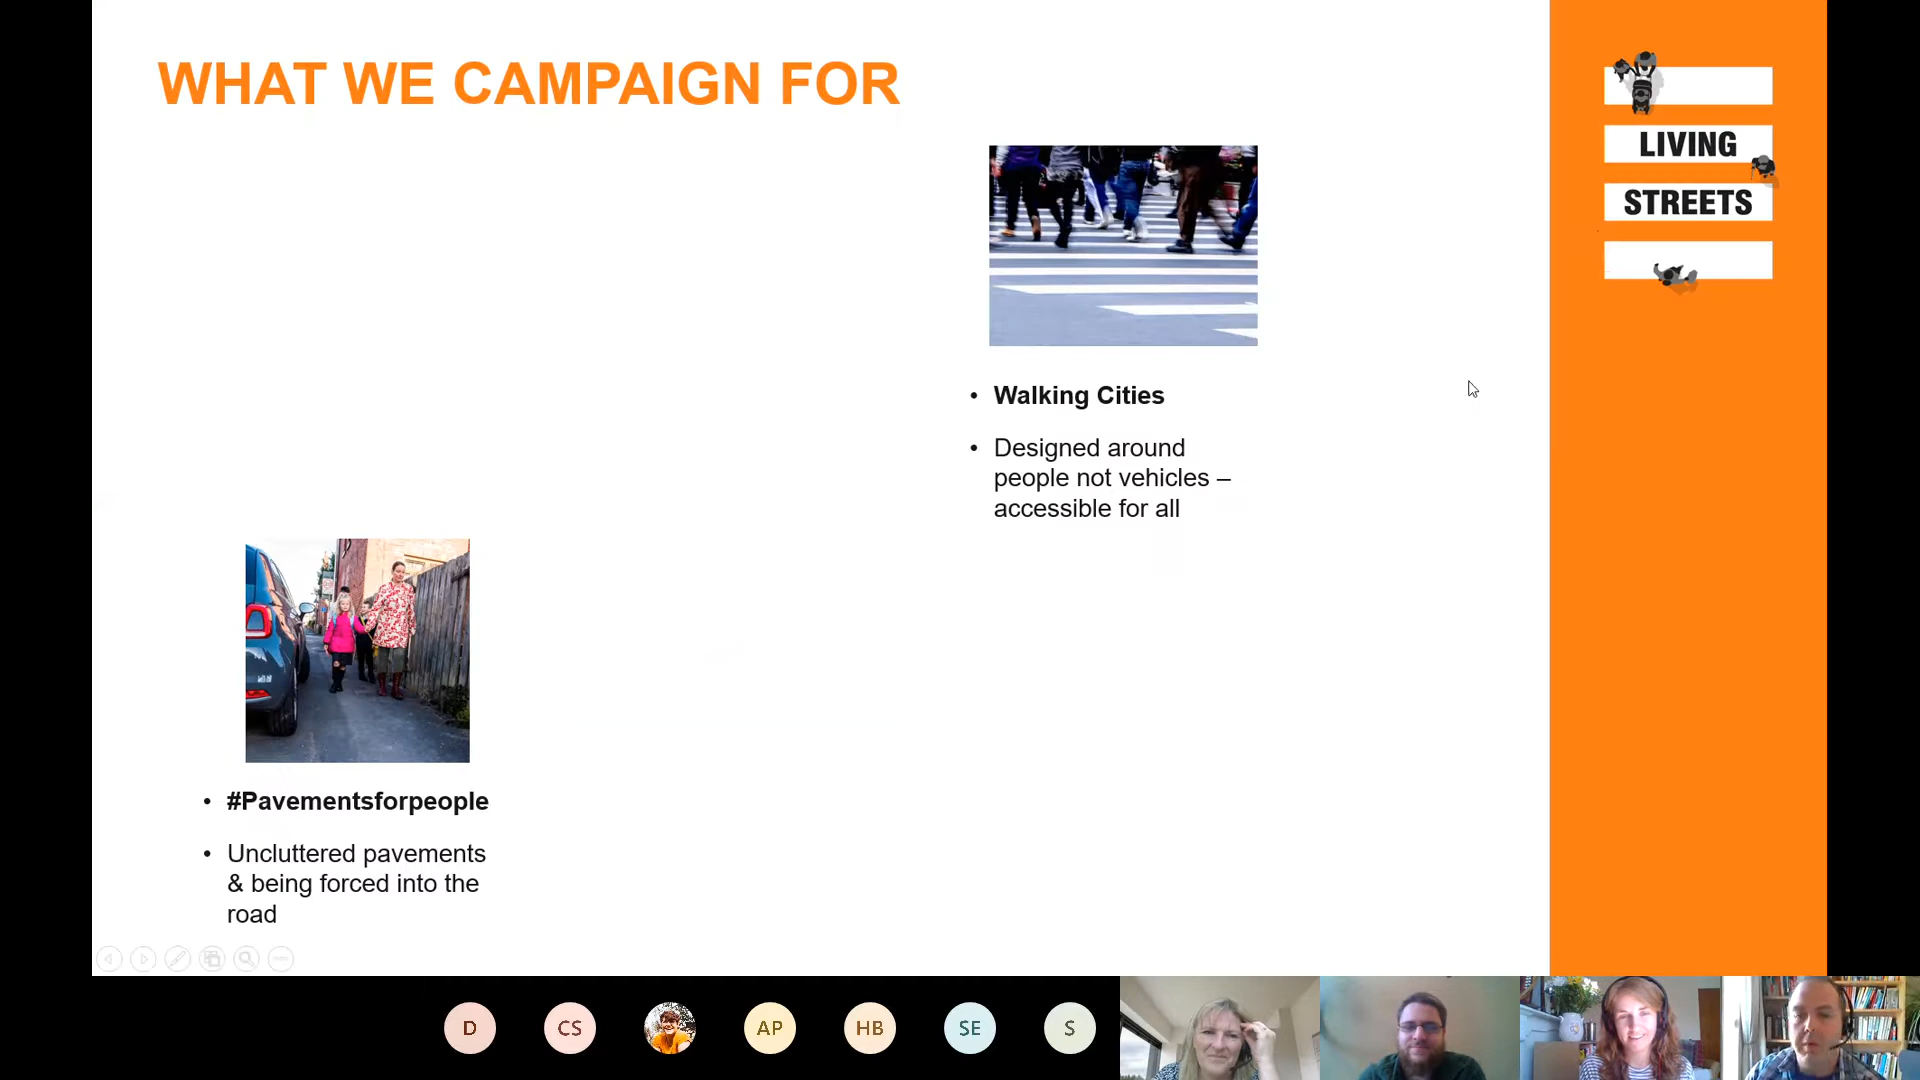 WHAT WE CAMPAIGN FOR
LIVING
STREETS
• Walking Cities
• Designed around
people not vehicles –
accessible for all
• #Pavementsforpeople
• Uncluttered pavements
& being forced into the
road
D
CS
AP
HB
SE
S